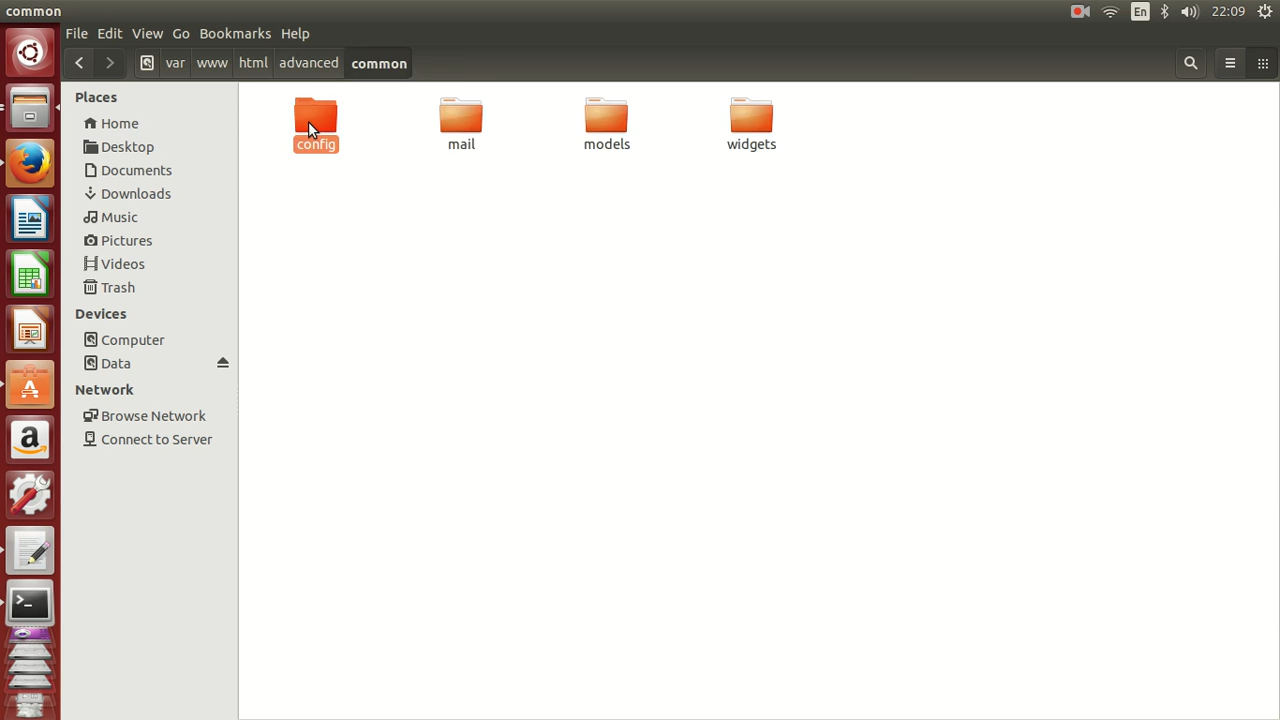 common
En
22:09
File Edit View Go Bookmarks Help
var www html advanced common
Places
Home
Desktop
Documents
Downloads
Music
Pictures
Videos
Trash
Devices
Computer
Data
Network
Browse Network
Connect to Server
config
mail
models
widgets